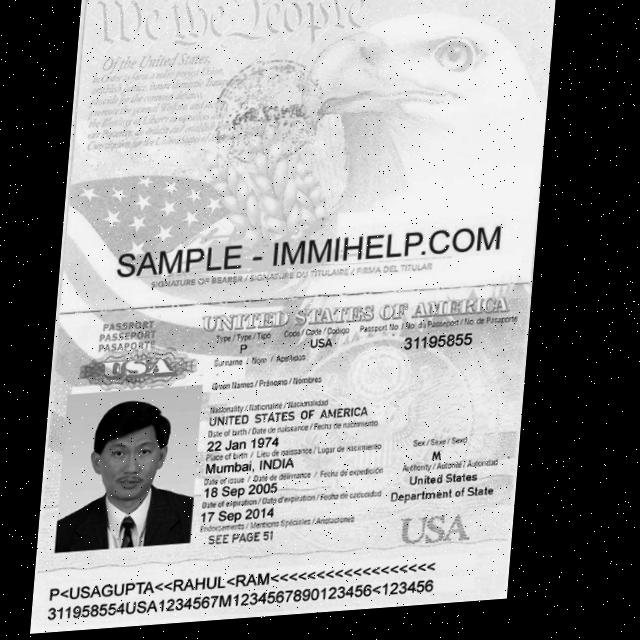 We the People
Of the United States,
SAMPLE - IMMIHELP.COM
SIGNATURE OF BEARER / SIGNATURE DU TITULAIRE / FIRMA DEL TITULAR
PASSPORT
PASSEPORT
PASAPORTE
USA
UNITED STATES OF AMERICA
Type / Type / Tipo Code / Code / Codigo Passport No / No. du Passeport / No. de Pasaporte
P USA 31195855
Surname / Nom / Apellidos
Given Names / Prénoms / Nombres
Nationality / Nationalité / Nacionalidad
UNITED STATES OF AMERICA
Date of birth / Date de naissance / Fecha de nacimiento
22 Jan 1974
Place of birth / Lieu de naissance / Lugar de nacimiento
Sex / Sexe / Sexo
Mumbai, INDIA M
Date of issue / Date de délivrance / Fecha de expedición
Authority / Autorité / Autoridad
18 Sep 2005 United States
Date of expiration / Date d'expiration / Fecha de caducidad
Department of State
17 Sep 2014
Endorsements / Mentions Spéciales / Anotaciones
SEE PAGE 51
USA
P<USAGUPTA<<RAHUL<RAM<<<<<<<<<<<<<<<<<<
311958554USA1234567M1234567890123456<123456